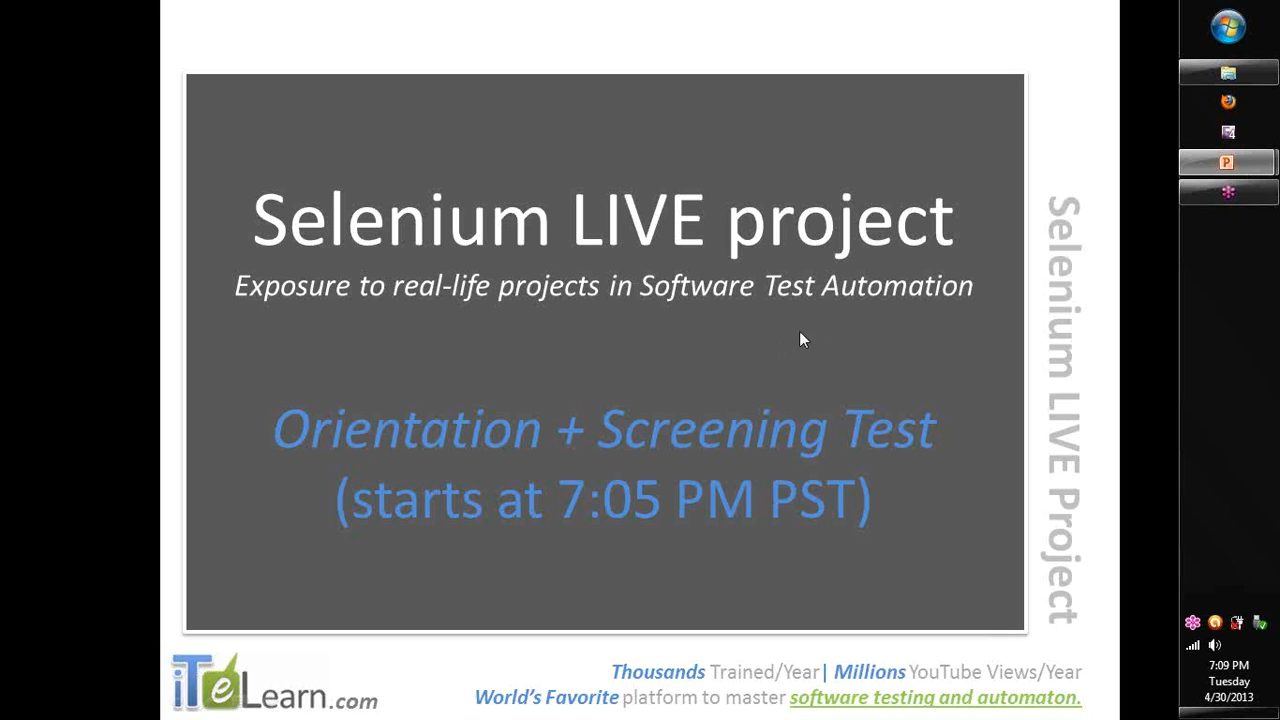 Selenium LIVE project
Exposure to real-life projects in Software Test Automation
Orientation + Screening Test
(starts at 7:05 PM PST)
Selenium LIVE Project
iTeLearn.com
Thousands Trained/Year| Millions YouTube Views/Year
World's Favorite platform to master software testing and automaton.
P
4
7:09 PM
Tuesday
4/30/2013